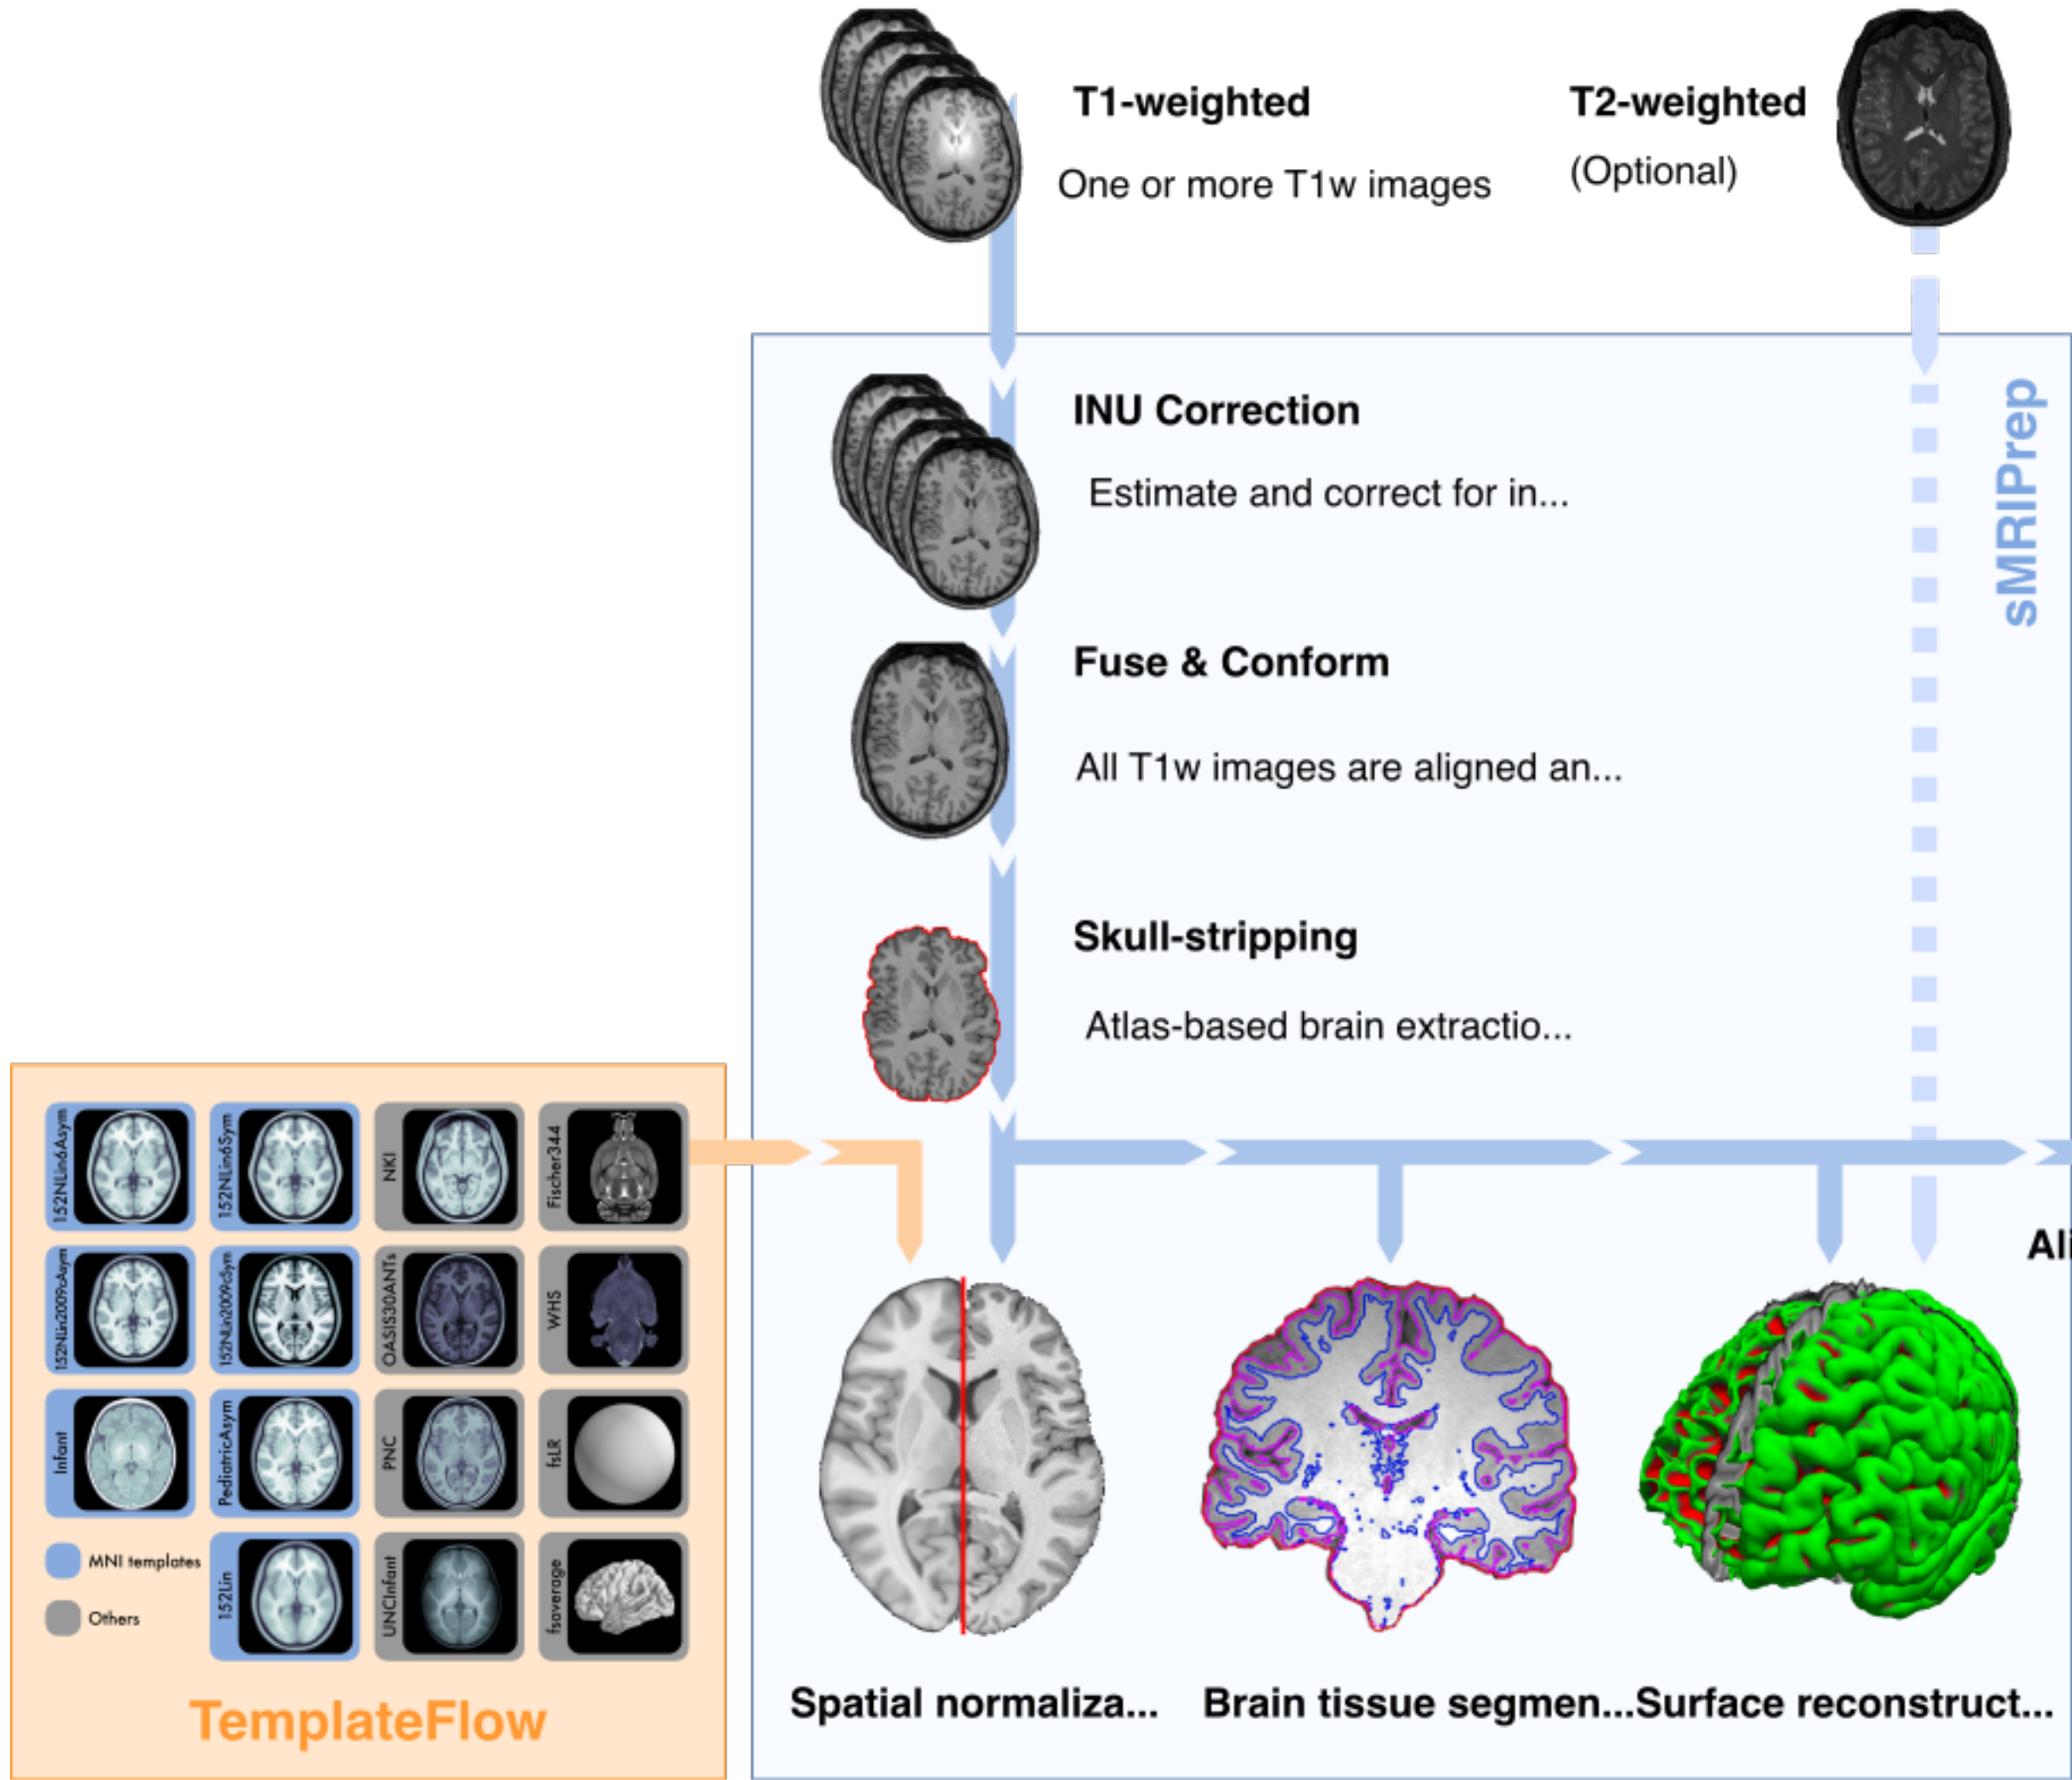 T1-weighted
One or more T1w images
T2-weighted
(Optional)
sMRIPrep
INU Correction
Estimate and correct for in...
Fuse & Conform
All T1w images are aligned an...
Skull-stripping
Atlas-based brain extractio...
152NLin6Asym
152NLin6Sym
NKI
Fischer344
152NLin2009cAsym
152NLin2009cSym
OASIS30ANTs
WHS
Infant
PediatricAsym
PNC
fsLR
MNI templates
Others
152Lin
UNCInfant
fsaverage
TemplateFlow
Ali
Spatial normaliza...
Brain tissue segmen...
Surface reconstruct...